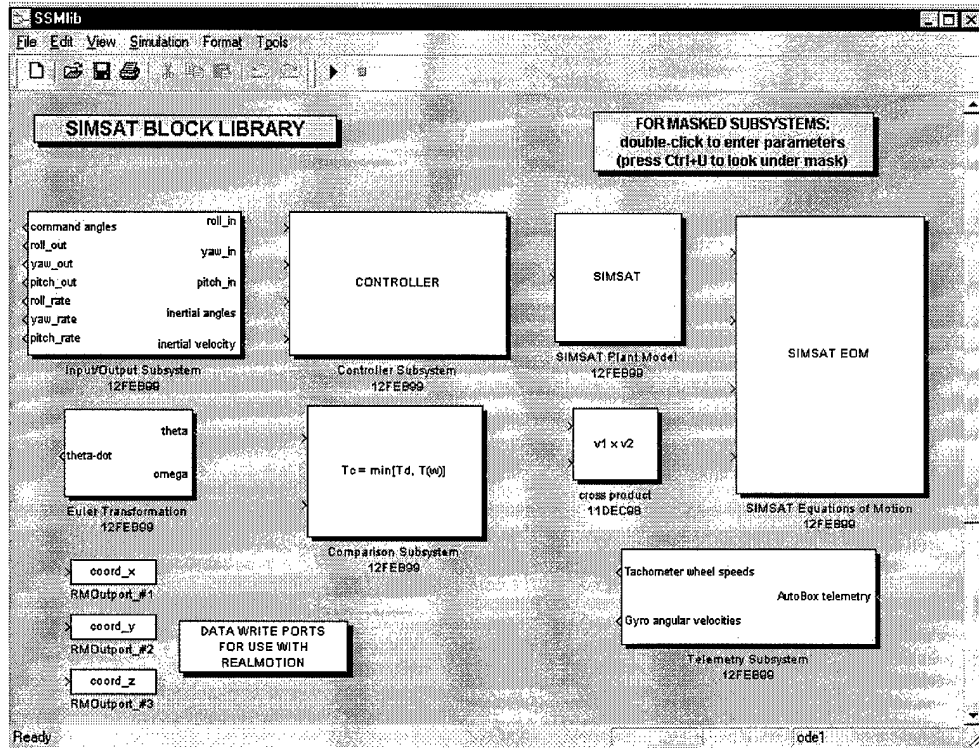 SSMlib
File Edit View Simulation Format Tools
SIMSAT BLOCK LIBRARY
FOR MASKED SUBSYSTEMS:
double-click to enter parameters
(press Ctrl+U to look under mask)
command angles
roll_out
yaw_out
pitch_out
roll_rate
yaw_rate
pitch_rate
roll_in
yaw_in
pitch_in
inertial angles
inertial velocity
Input/Output Subsystem
12FEB99
CONTROLLER
Controller Subsystem
12FEB99
SIMSAT
SIMSAT Plant Model
12FEB99
SIMSAT EOM
SIMSAT Equations of Motion
12FEB99
theta-dot
theta
omega
Euler Transformation
12FEB99
Tc = min[Td, T(w)]
Comparison Subsystem
12FEB99
v1 x v2
cross product
11DEC98
coord_x
RMOutport_#1
coord_y
RMOutport_#2
coord_z
RMOutport_#3
DATA WRITE PORTS
FOR USE WITH
REALMOTION
Tachometer wheel speeds
AutoBox telemetry
Gyro angular velocities
Telemetry Subsystem
12FEB99
Ready
ode1